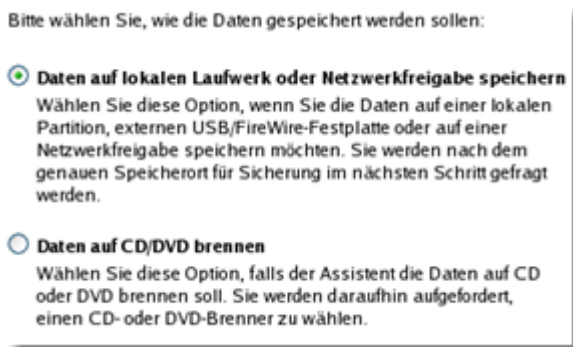 Bitte wählen Sie, wie die Daten gespeichert werden sollen:
Daten auf lokalen Laufwerk oder Netzwerkfreigabe speichern
Wählen Sie diese Option, wenn Sie die Daten auf einer lokalen
Partition, externen USB/FireWire-Festplatte oder auf einer
Netzwerkfreigabe speichern möchten. Sie werden nach dem
genauen Speicherort für Sicherung im nächsten Schritt gefragt
werden.
Daten auf CD/DVD brennen
Wählen Sie diese Option, falls der Assistent die Daten auf CD
oder DVD brennen soll. Sie werden daraufhin aufgefordert,
einen CD- oder DVD-Brenner zu wählen.